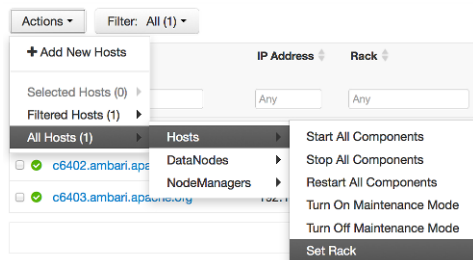 Actions Filter: All (1)
+ Add New Hosts
IP Address Rack
Selected Hosts (0)
Filtered Hosts (1)
Any Any
All Hosts (1) Hosts Start All Components
c6402.ambari.apa DataNodes Stop All Components
NodeManagers Restart All Components
c6403.ambari.apache.org 192.1 Turn On Maintenance Mode
Turn Off Maintenance Mode
Set Rack